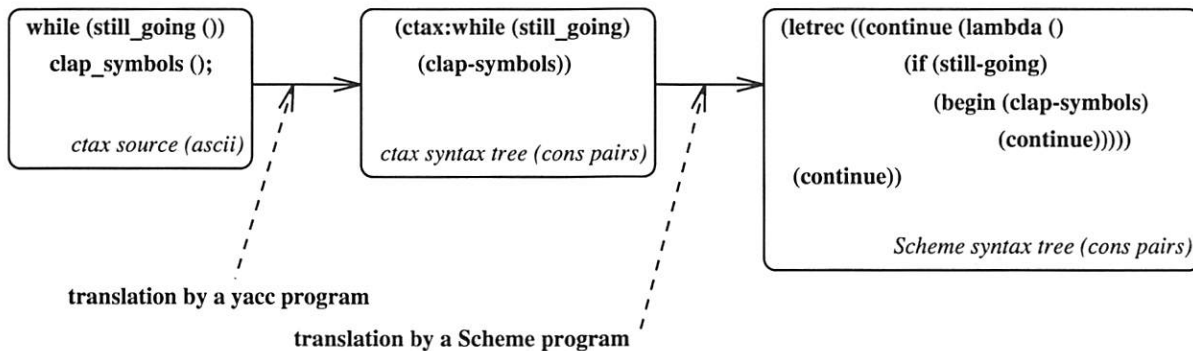 while (still_going ())
clap_symbols ();
ctax source (ascii)
(ctax:while (still_going)
(clap-symbols))
ctax syntax tree (cons pairs)
(letrec ((continue (lambda ()
(if (still-going)
(begin (clap-symbols)
(continue)))))
(continue))
Scheme syntax tree (cons pairs)
translation by a yacc program
translation by a Scheme program